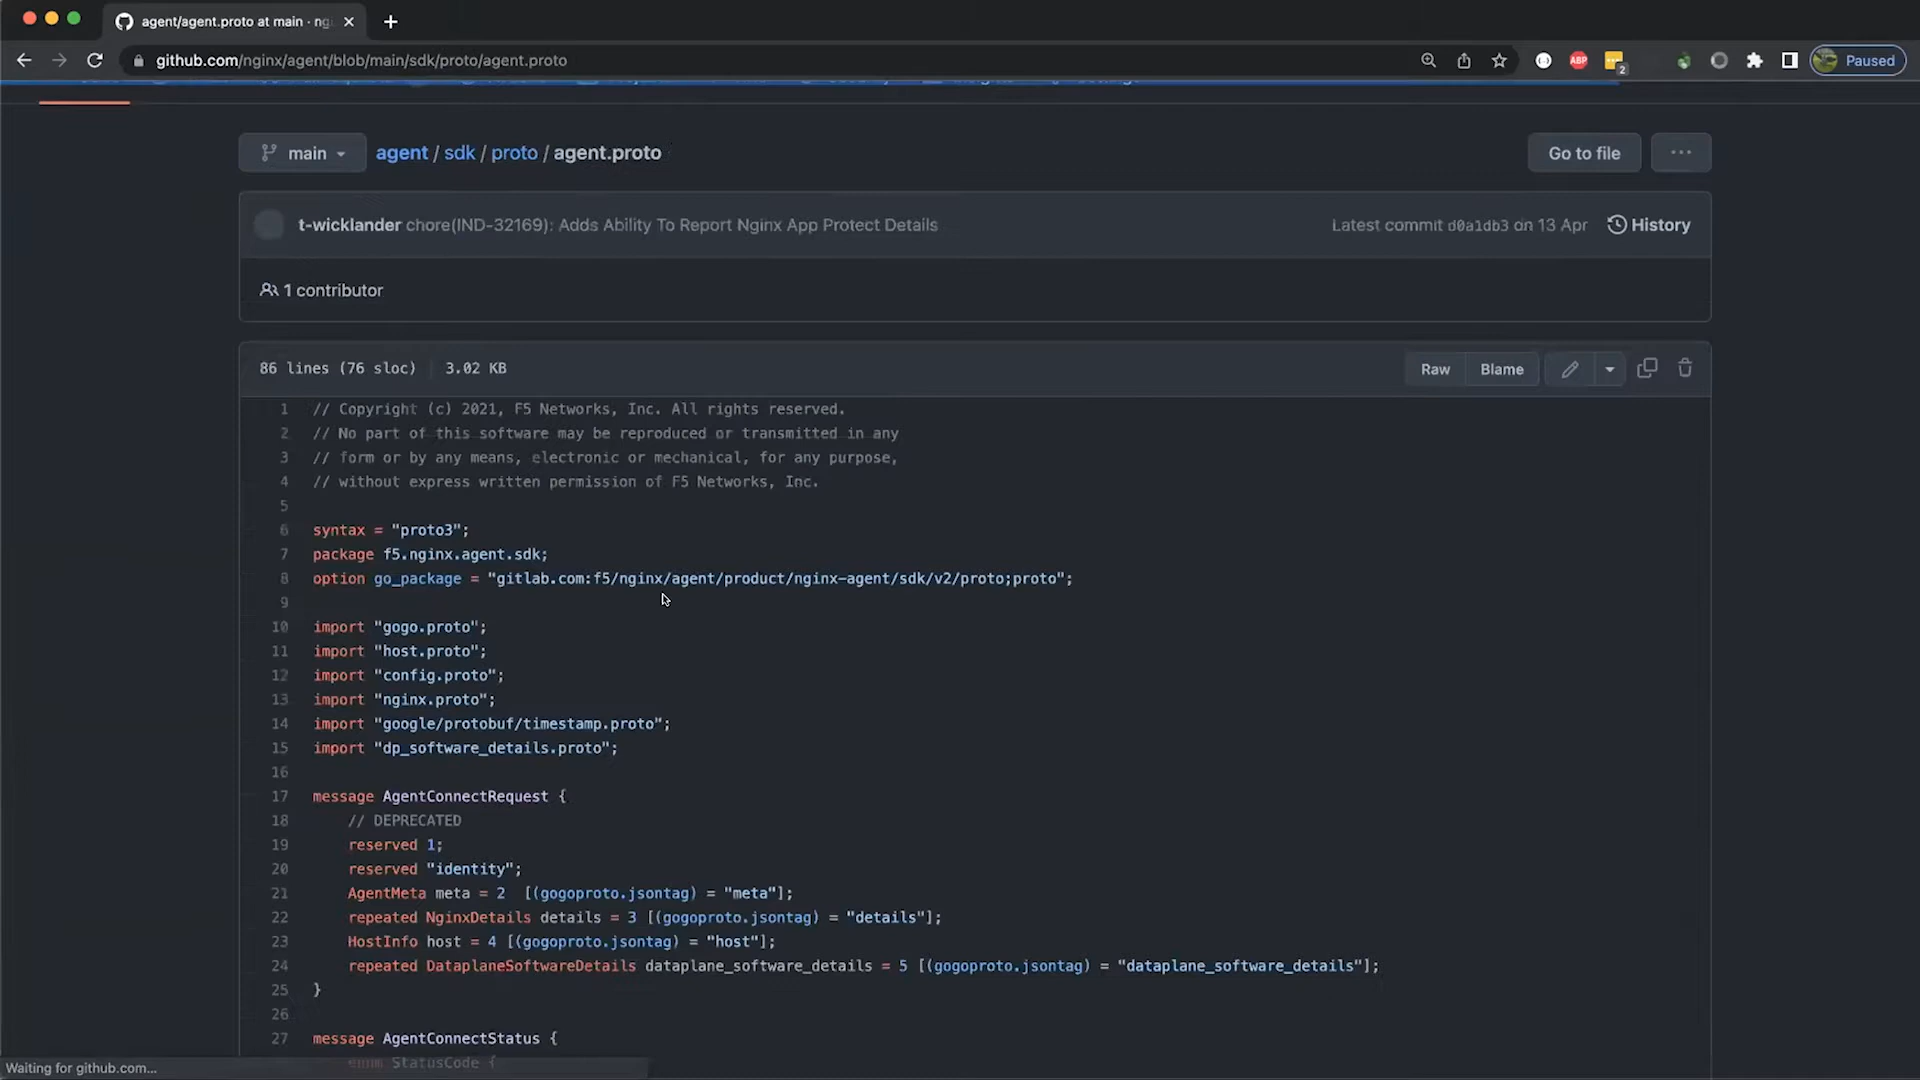 agent/agent.proto at main · ng
github.com/nginx/agent/blob/main/sdk/proto/agent.proto
ABP
2
Paused
main
agent / sdk / proto / agent.proto
Go to file
...
t-wicklander chore(IND-32169): Adds Ability To Report Nginx App Protect Details
Latest commit d0a1db3 on 13 Apr
History
1 contributor
86 lines (76 sloc)
3.02 KB
Raw
Blame
1 // Copyright (c) 2021, F5 Networks, Inc. All rights reserved.
2 // No part of this software may be reproduced or transmitted in any
3 // form or by any means, electronic or mechanical, for any purpose,
4 // without express written permission of F5 Networks, Inc.
5
6 syntax = "proto3";
7 package f5.nginx.agent.sdk;
8 option go_package = "gitlab.com:f5/nginx/agent/product/nginx-agent/sdk/v2/proto;proto";
9
10 import "gogo.proto";
11 import "host.proto";
12 import "config.proto";
13 import "nginx.proto";
14 import "google/protobuf/timestamp.proto";
15 import "dp_software_details.proto";
16
17 message AgentConnectRequest {
18 // DEPRECATED
19 reserved 1;
20 reserved "identity";
21 AgentMeta meta = 2 [(gogoproto.jsontag) = "meta"];
22 repeated NginxDetails details = 3 [(gogoproto.jsontag) = "details"];
23 HostInfo host = 4 [(gogoproto.jsontag) = "host"];
24 repeated DataplaneSoftwareDetails dataplane_software_details = 5 [(gogoproto.jsontag) = "dataplane_software_details"];
25 }
26
27 message AgentConnectStatus {
enum StatusCode {
Waiting for github.com...